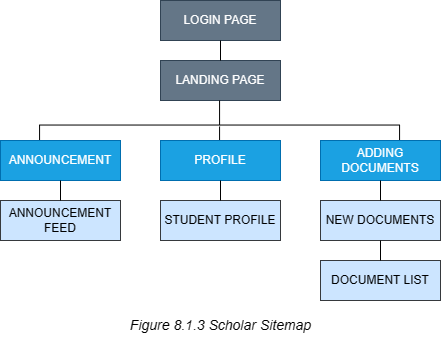 LOGIN PAGE
LANDING PAGE
ANNOUNCEMENT
PROFILE
ADDING
DOCUMENTS
ANNOUNCEMENT
FEED
STUDENT PROFILE
NEW DOCUMENTS
DOCUMENT LIST
Figure 8.1.3 Scholar Sitemap